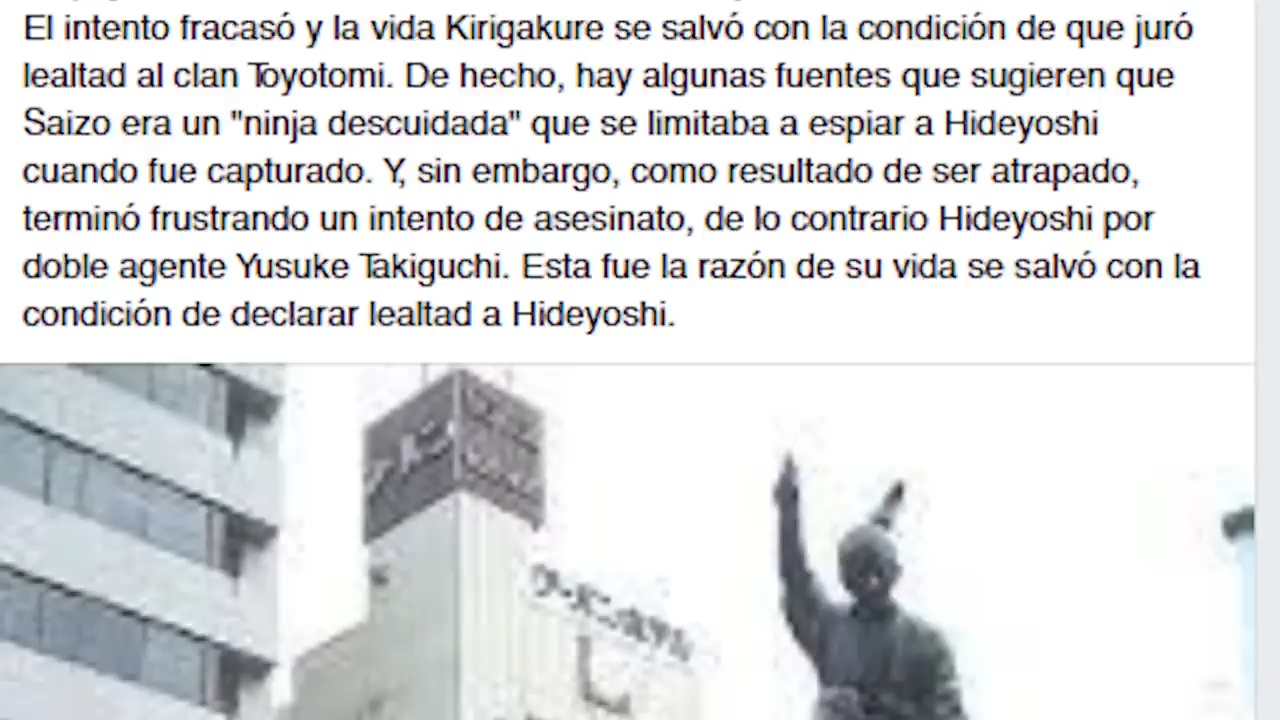 El intento fracasó y la vida Kirigakure se salvó con la condición de que juró
lealtad al clan Toyotomi. De hecho, hay algunas fuentes que sugieren que
Saizo era un "ninja descuidada" que se limitaba a espiar a Hideyoshi
cuando fue capturado. Y, sin embargo, como resultado de ser atrapado,
terminó frustrando un intento de asesinato, de lo contrario Hideyoshi por
doble agente Yusuke Takiguchi. Esta fue la razón de su vida se salvó con la
condición de declarar lealtad a Hideyoshi.